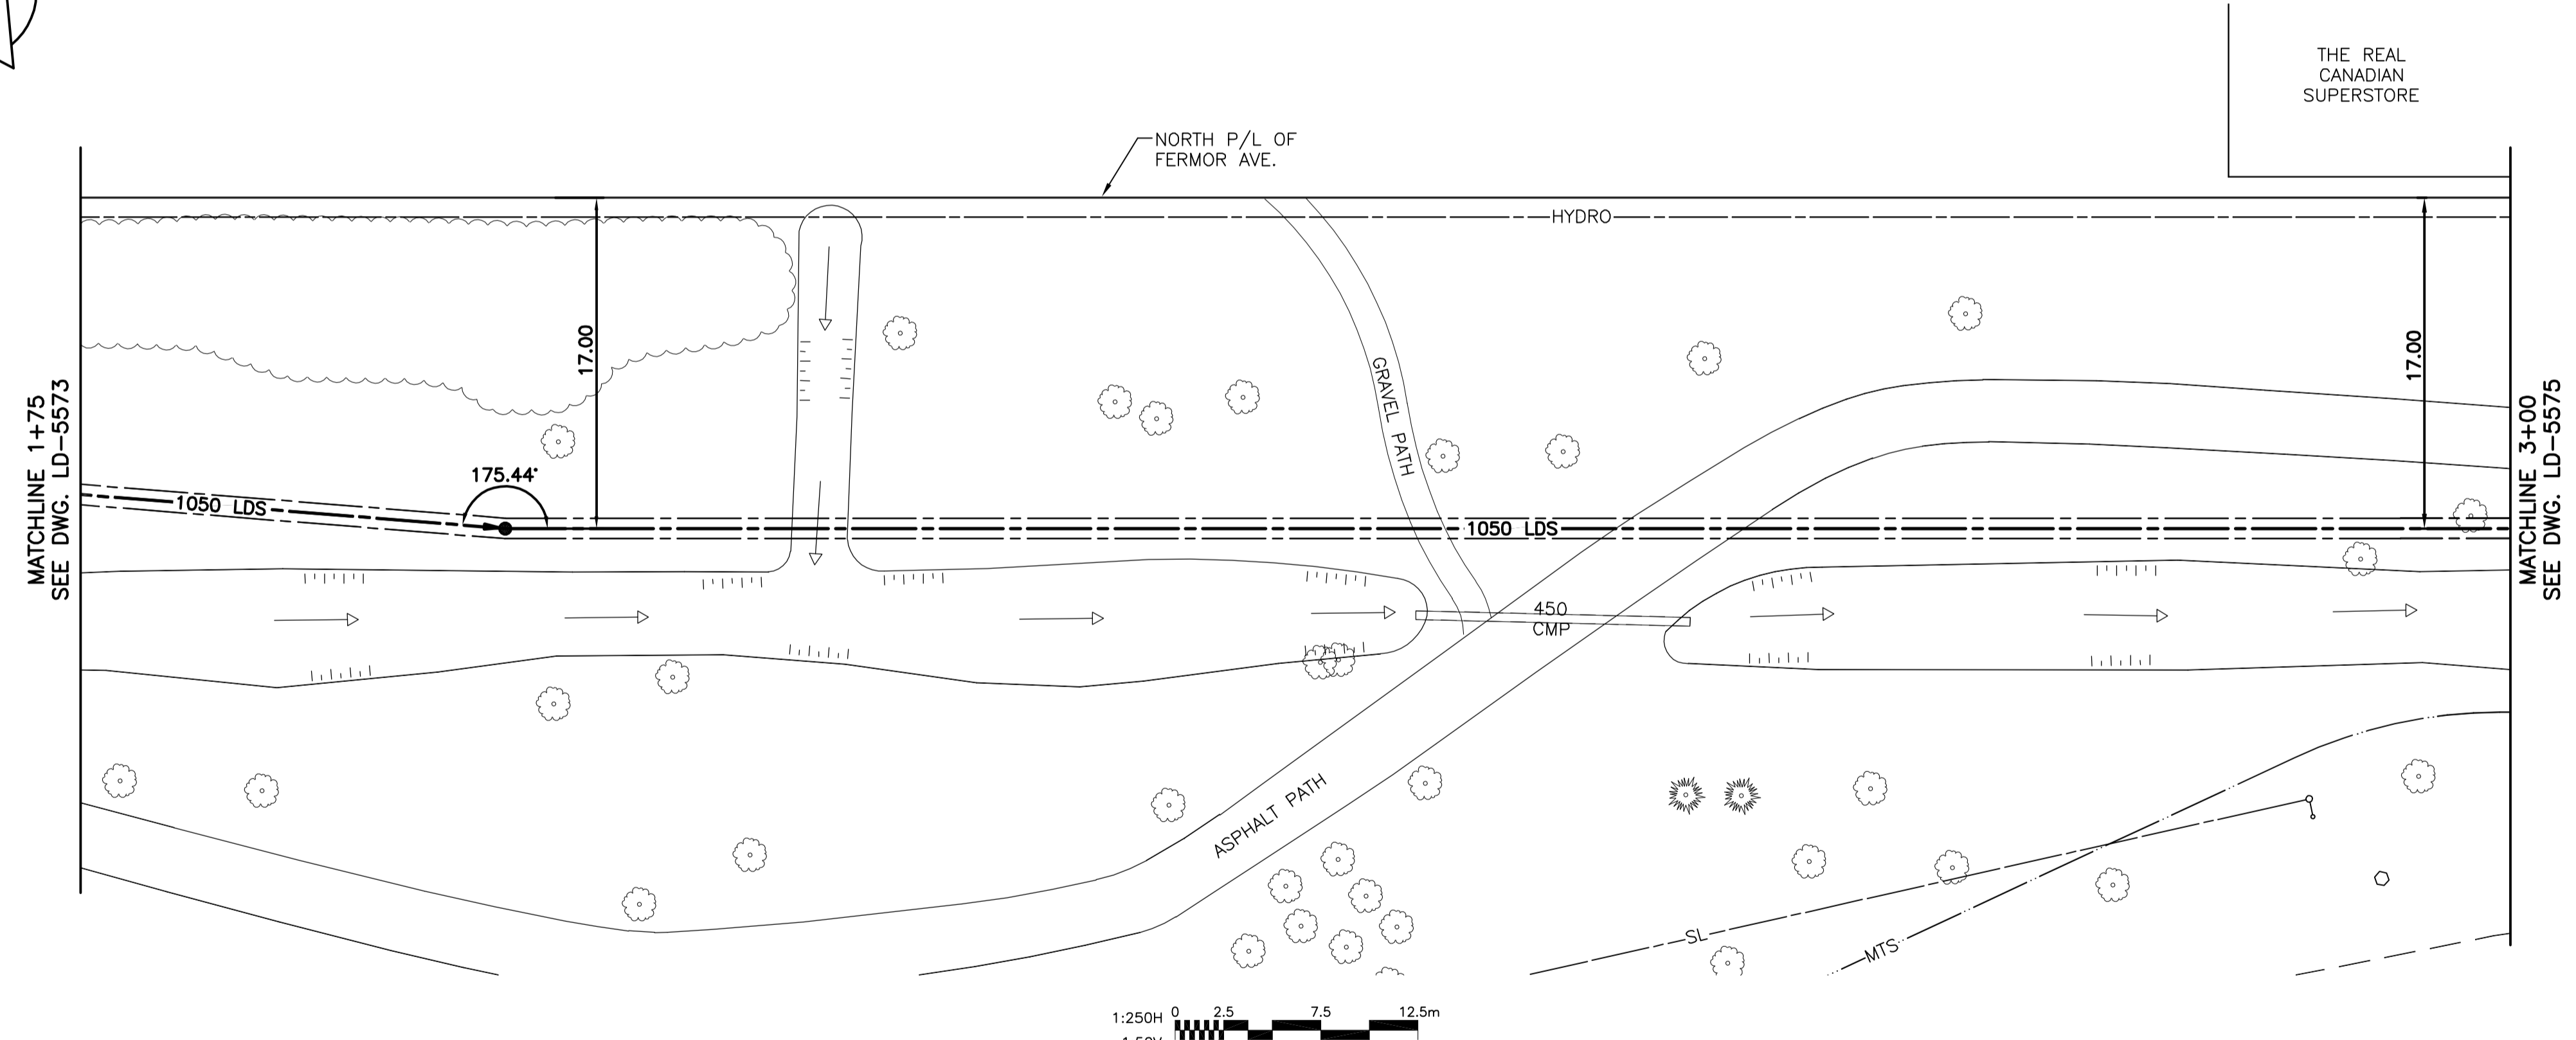 THE REAL
CANADIAN
SUPERSTORE
NORTH P/L OF
FERMOR AVE.
HYDRO
17.00
17.00
GRAVEL PATH
MATCHLINE 1+75
SEE DWG. LD-5573
MATCHLINE 3+00
SEE DWG. LD-5575
175.44°
1050 LDS
1050 LDS
450
CMP
ASPHALT PATH
SL
MTS
1:250H 0 2.5 7.5 12.5m